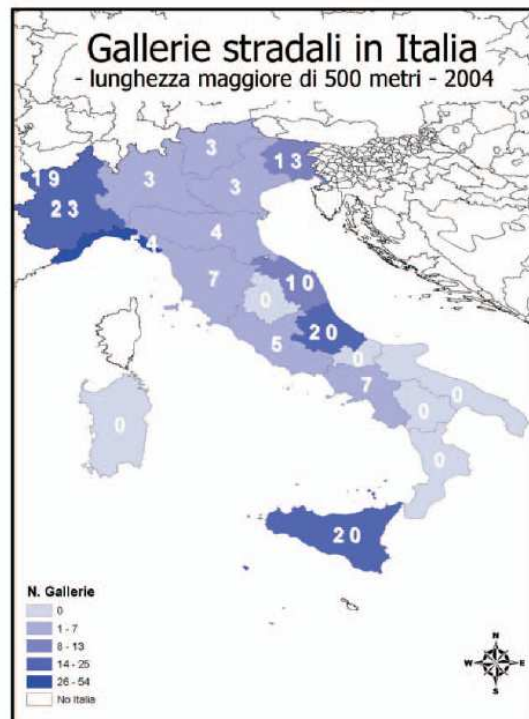 Gallerie stradali in Italia
- lunghezza maggiore di 500 metri - 2004
3
13
19
3
3
23
54
4
7
10
0
20
5
0
7
0
0
0
0
20
N. Gallerie
0
1 - 7
8 - 13
14 - 25
26 - 54
No Italia
N
W
E
S